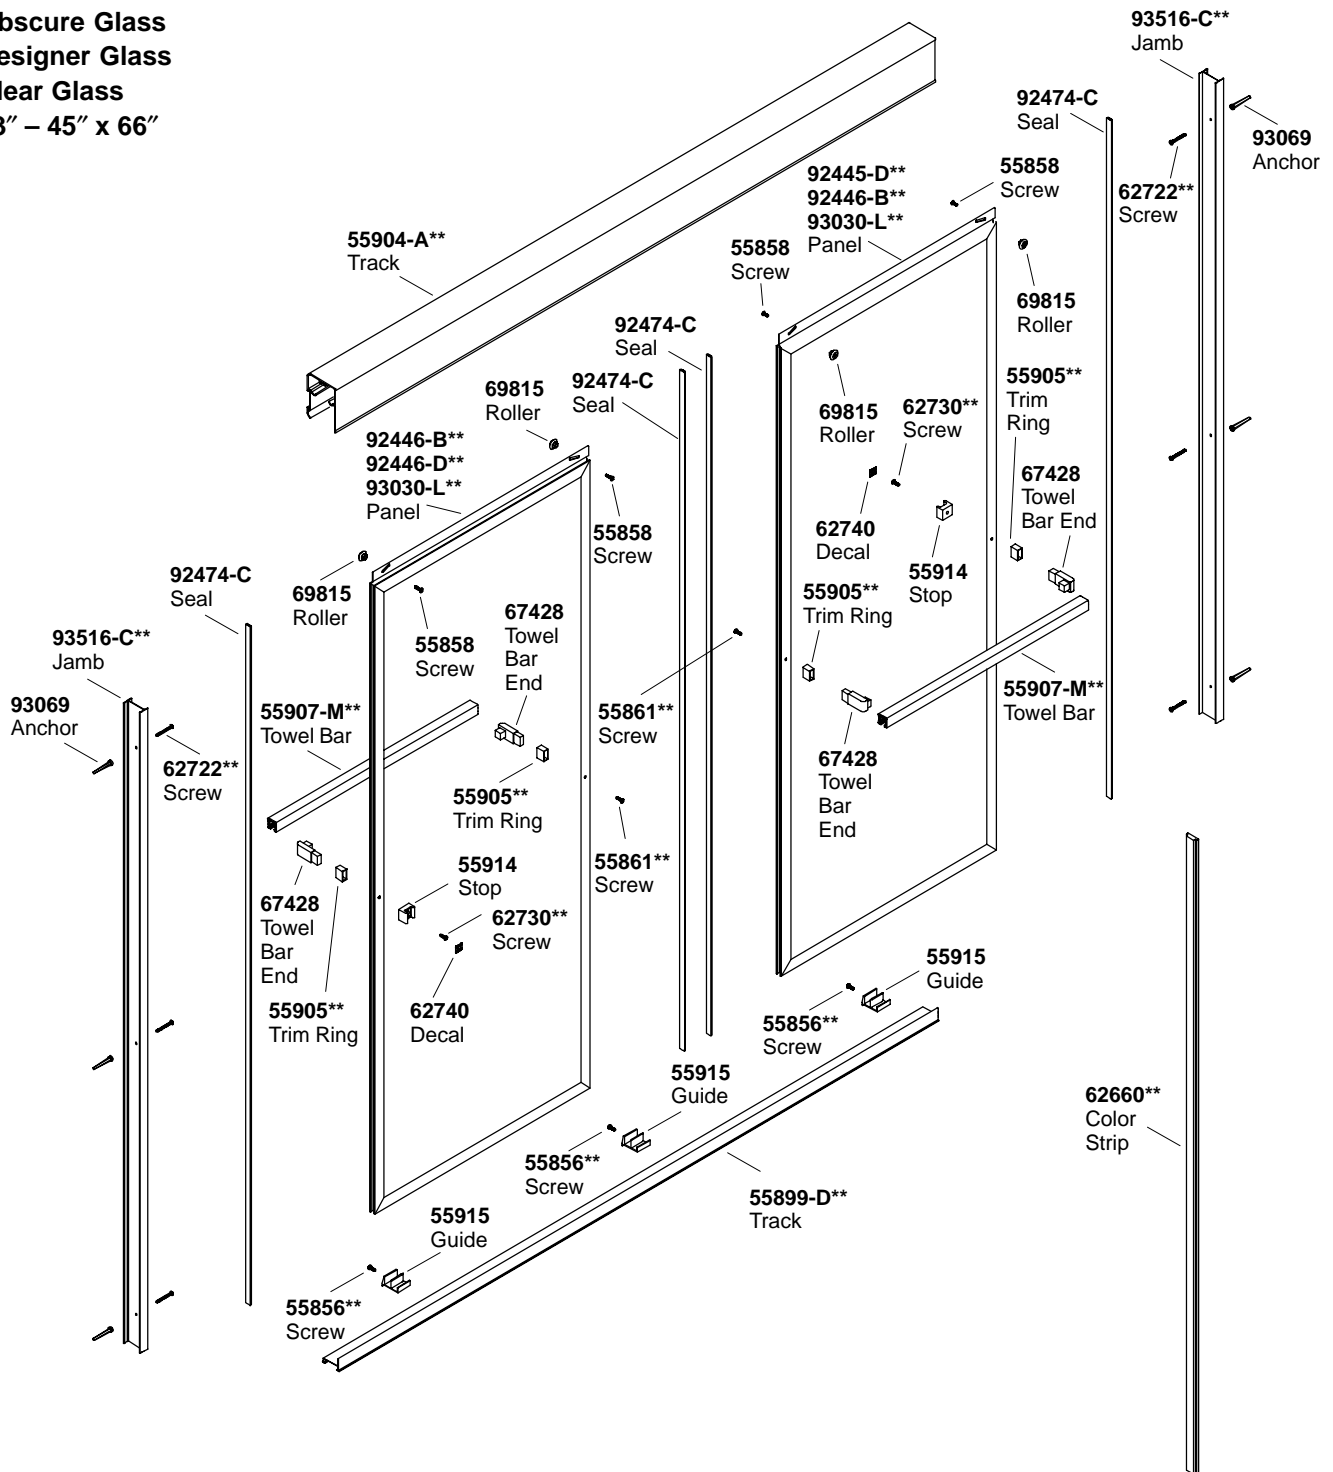 bscure Glass
esigner Glass
lear Glass
3″ – 45″ x 66″
93516-C**
Jamb
92474-C
Seal
93069
Anchor
62722**
Screw
55858
Screw
92445-D**
92446-B**
93030-L**
Panel
55904-A**
Track
55858
Screw
69815
Roller
92474-C
Seal
92474-C
Seal
69815
Roller
55905**
Trim
Ring
69815
Roller
62730**
Screw
92446-B**
92446-D**
93030-L**
Panel
67428
Towel
Bar End
55858
Screw
62740
Decal
55914
Stop
92474-C
Seal
69815
Roller
55905**
Trim Ring
67428
Towel
Bar
End
93516-C**
Jamb
55858
Screw
93069
Anchor
55907-M**
Towel Bar
55861**
Screw
55907-M**
Towel Bar
62722**
Screw
67428
Towel
Bar
End
55905**
Trim Ring
55914
Stop
55861**
Screw
67428
Towel
Bar
End
62730**
Screw
55905**
Trim Ring
62740
Decal
55915
Guide
55856**
Screw
55915
Guide
62660**
Color
Strip
55856**
Screw
55899-D**
Track
55915
Guide
55856**
Screw